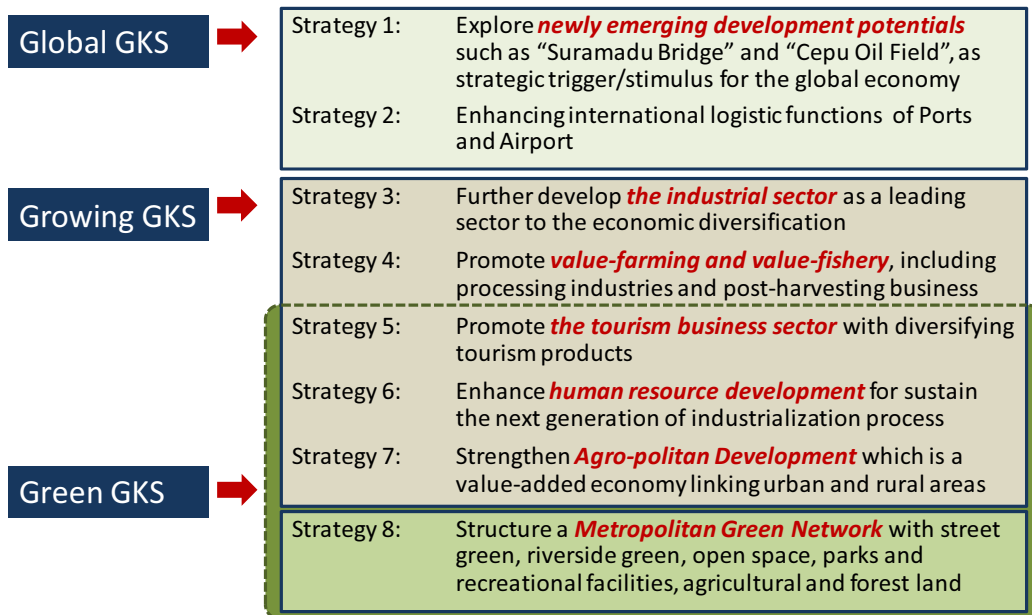 Global GKS
Strategy 1: Explore newly emerging development potentials
such as “Suramadu Bridge” and “Cepu Oil Field”, as
strategic trigger/stimulus for the global economy
Strategy 2: Enhancing international logistic functions of Ports
and Airport
Growing GKS
Strategy 3: Further develop the industrial sector as a leading
sector to the economic diversification
Strategy 4: Promote value-farming and value-fishery, including
processing industries and post-harvesting business
Strategy 5: Promote the tourism business sector with diversifying
tourism products
Strategy 6: Enhance human resource development for sustain
the next generation of industrialization process
Strategy 7: Strengthen Agro-politan Development which is a
value-added economy linking urban and rural areas
Green GKS
Strategy 8: Structure a Metropolitan Green Network with street
green, riverside green, open space, parks and
recreational facilities, agricultural and forest land